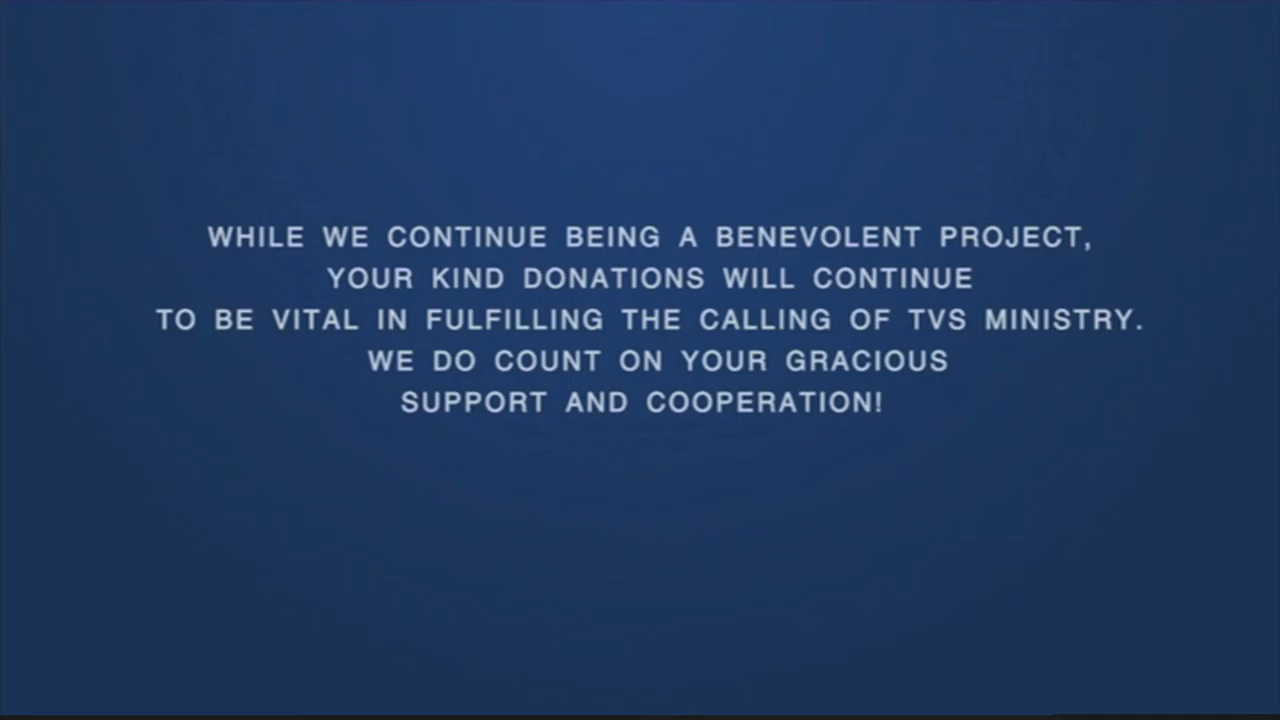 WHILE WE CONTINUE BEING A BENEVOLENT PROJECT,
YOUR KIND DONATIONS WILL CONTINUE
TO BE VITAL IN FULFILLING THE CALLING OF TVS MINISTRY.
WE DO COUNT ON YOUR GRACIOUS
SUPPORT AND COOPERATION!